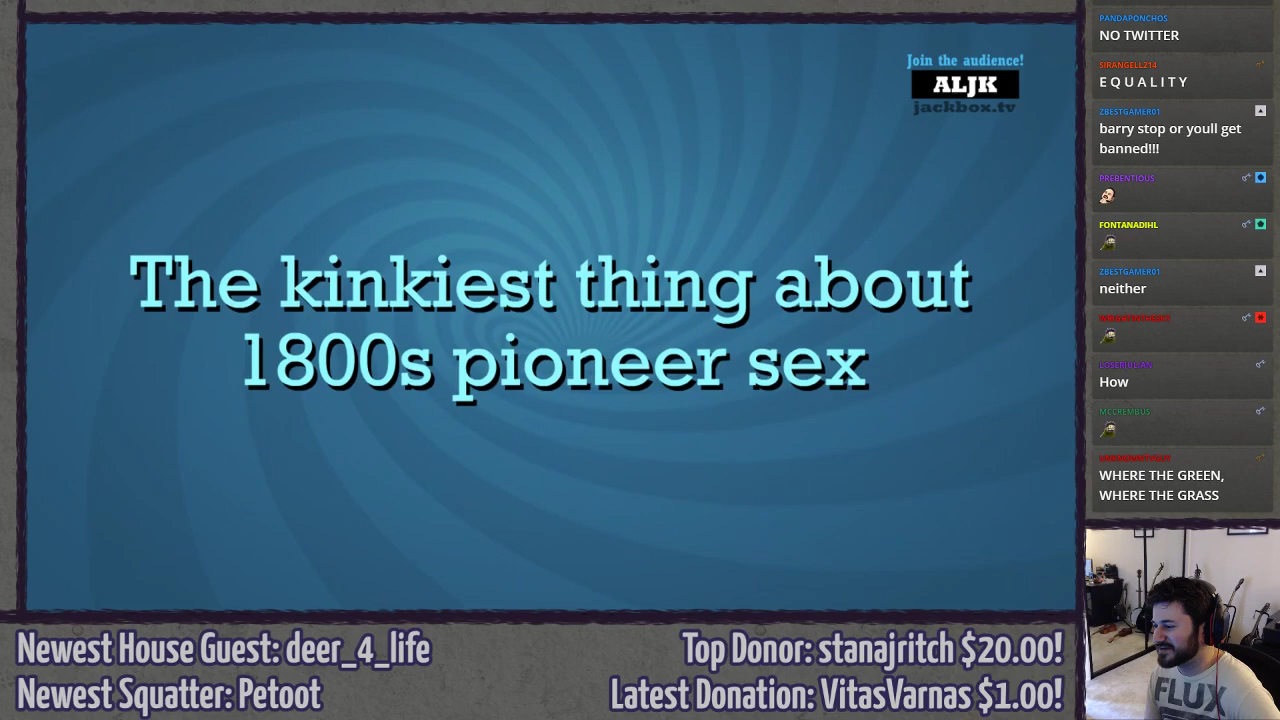 Join the audience!
ALJK
jackbox.tv
The kinkiest thing about
1800s pioneer sex
PANDAPONCHOS
NO TWITTER
SIRANGELL214
E Q U A L I T Y
ZBESTGAMER01
barry stop or youll get
banned!!!
PREBENTIOUS
FONTANADIHL
ZBESTGAMER01
neither
How
MCCREMBUS
WHERE THE GREEN,
WHERE THE GRASS
FLUX
Newest House Guest: deer_4_life
Newest Squatter: Petoot
Top Donor: stanajritch $20.00!
Latest Donation: VitasVarnas $1.00!